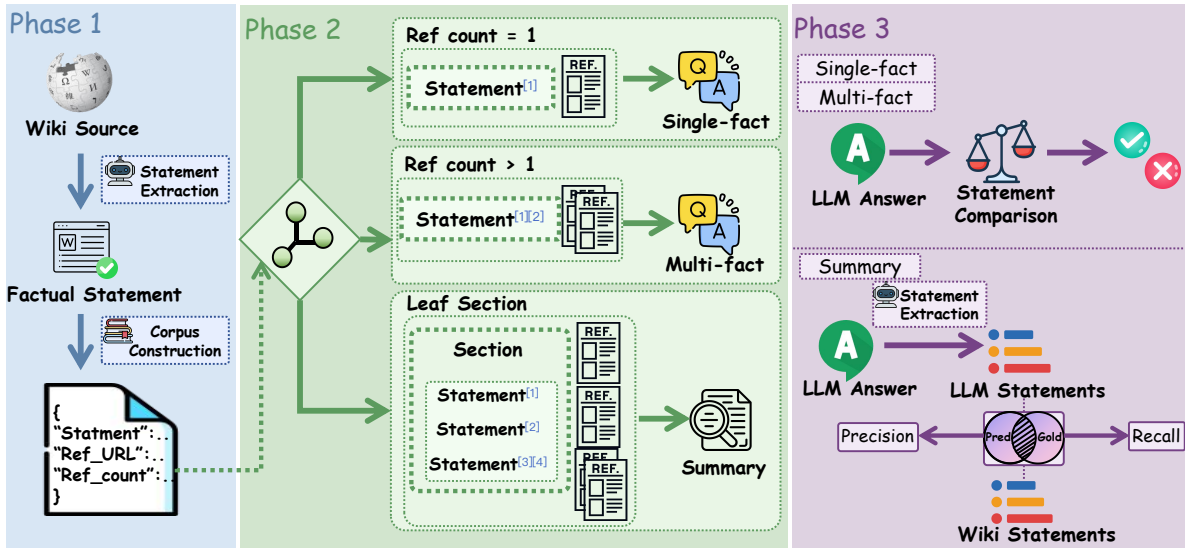 Phase 1
Wiki Source
Statement
Extraction
W
Factual Statement
Corpus
Construction
{
“Statment”:..
“Ref_URL”:..
“Ref_count”:..
}
Phase 2
Ref count = 1
Statement[1]
REF.
Q
A
Single-fact
Ref count > 1
Statement[1][2]
REF.
Q
A
Multi-fact
Leaf Section
Section
Statement[1]
Statement[2]
Statement[3][4]
REF.
REF.
REF.
REF.
Summary
Phase 3
Single-fact
Multi-fact
A
LLM Answer
Statement
Comparison
Summary
Statement
Extraction
A
LLM Answer
LLM Statements
Precision
Pred
Gold
Recall
Wiki Statements